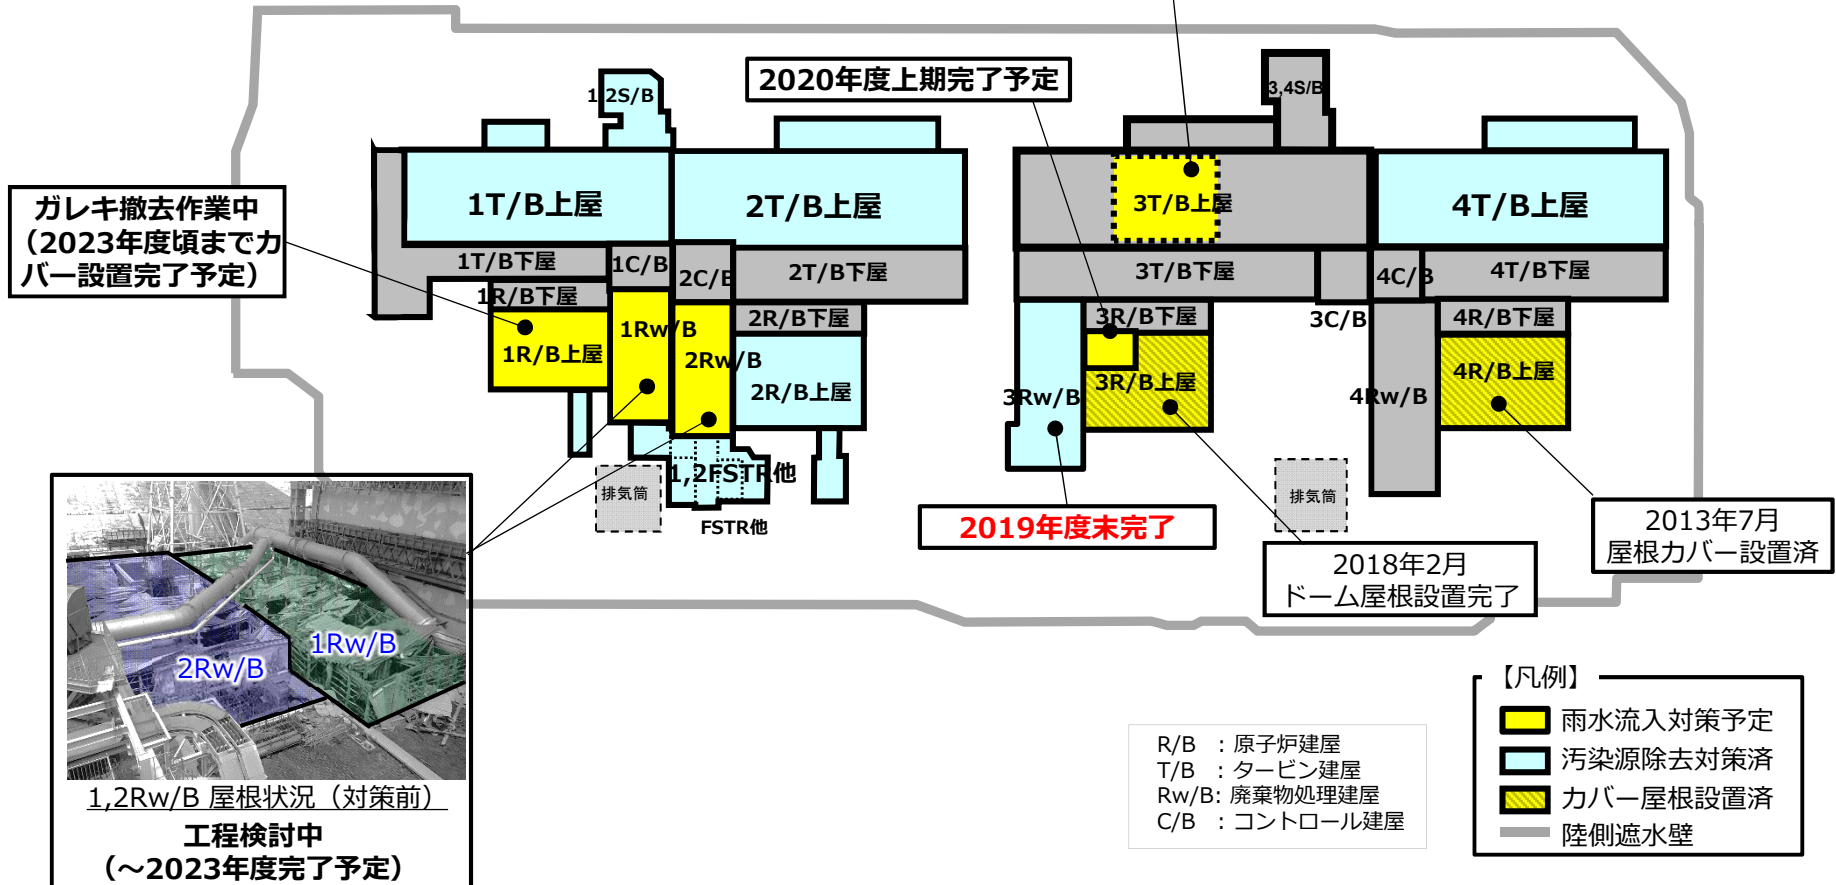 2020年度上期完了予定
1,2S/B
3,4S/B
ガレキ撤去作業中
（2023年度頃までカ
バー設置完了予定）
1T/B上屋
2T/B上屋
3T/B上屋
4T/B上屋
1T/B下屋
1C/B
2C/B
2T/B下屋
3T/B下屋
4C/B
4T/B下屋
1R/B下屋
1Rw/B
2R/B下屋
3R/B下屋
3C/B
4R/B下屋
1R/B上屋
2Rw/B
2R/B上屋
3Rw/B
3R/B上屋
4Rw/B
4R/B上屋
1,2FSTR他
排気筒
FSTR他
排気筒
2019年度末完了
2018年2月
ドーム屋根設置完了
2013年7月
屋根カバー設置済
1Rw/B
2Rw/B
1,2Rw/B 屋根状況（対策前）
工程検討中
（～2023年度完了予定）
R/B ：原子炉建屋
T/B ：タービン建屋
Rw/B：廃棄物処理建屋
C/B ：コントロール建屋
【凡例】
雨水流入対策予定
汚染源除去対策済
カバー屋根設置済
陸側遮水壁